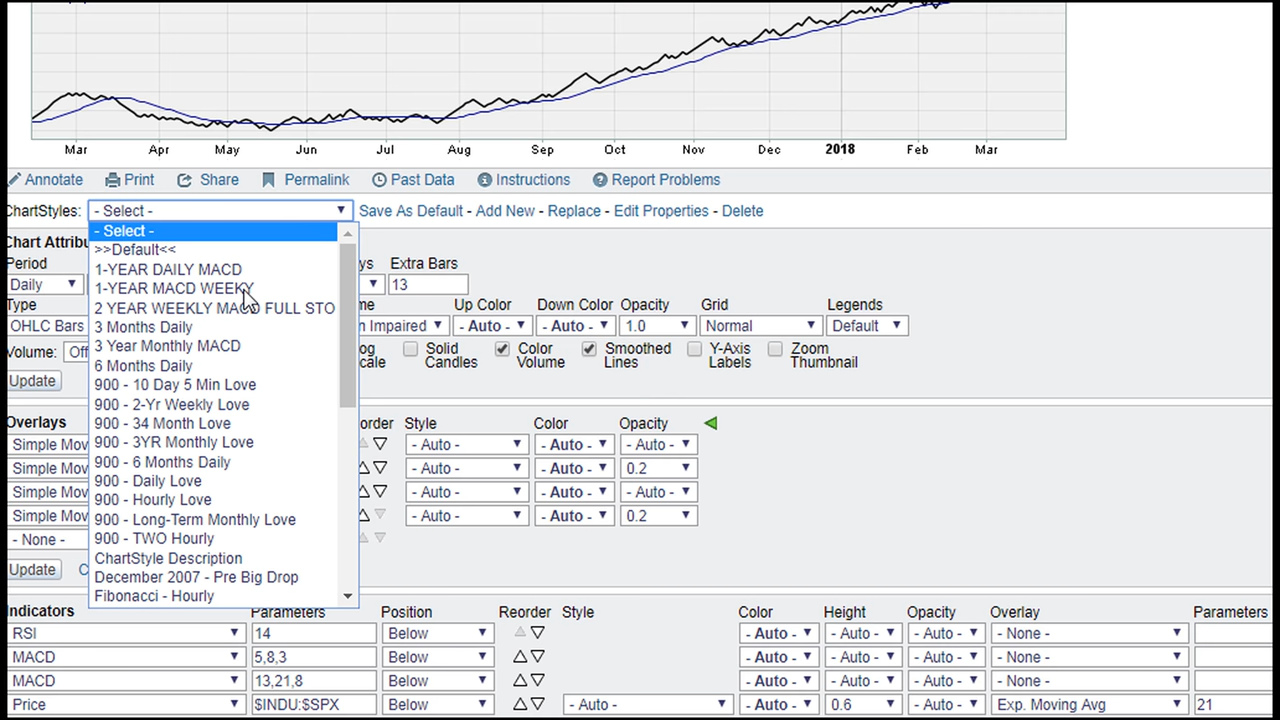 Mar Apr May Jun Jul Aug Sep Oct Nov Dec 2018 Feb Mar
Annotate Print Share Permalink Past Data Instructions Report Problems
ChartStyles: - Select - Save As Default - Add New - Replace - Edit Properties - Delete
- Select -
>>Default<<
1-YEAR DAILY MACD
1-YEAR MACD WEEKY
2 YEAR WEEKLY MACD FULL STO
3 Months Daily
3 Year Monthly MACD
6 Months Daily
900 - 10 Day 5 Min Love
900 - 2-Yr Weekly Love
900 - 34 Month Love
900 - 3YR Monthly Love
900 - 6 Months Daily
900 - Daily Love
900 - Hourly Love
900 - Long-Term Monthly Love
900 - TWO Hourly
ChartStyle Description
December 2007 - Pre Big Drop
Fibonacci - Hourly
Chart Attribu
Period ys Extra Bars
Daily 13
Type me Up Color Down Color Opacity Grid Legends
OHLC Bars n Impaired - Auto - - Auto - 1.0 Normal Default
Volume: Off og Solid Color Smoothed Y-Axis Zoom
cale Candles Volume Lines Labels Thumbnail
Update
Overlays order Style Color Opacity
Simple Mov - Auto - - Auto - - Auto -
Simple Mov - Auto - - Auto - 0.2
Simple Mov - Auto - - Auto - - Auto -
Simple Mov - Auto - - Auto - 0.2
- None -
Update C
Indicators Parameters Position Reorder Style Color Height Opacity Overlay Parameters
RSI 14 Below - Auto - - Auto - - Auto - - None -
MACD 5,8,3 Below - Auto - - Auto - - Auto - - None -
MACD 13,21,8 Below - Auto - - Auto - - Auto - - None -
Price $INDU:$SPX Below - Auto - - Auto - 0.6 - Auto - Exp. Moving Avg 21